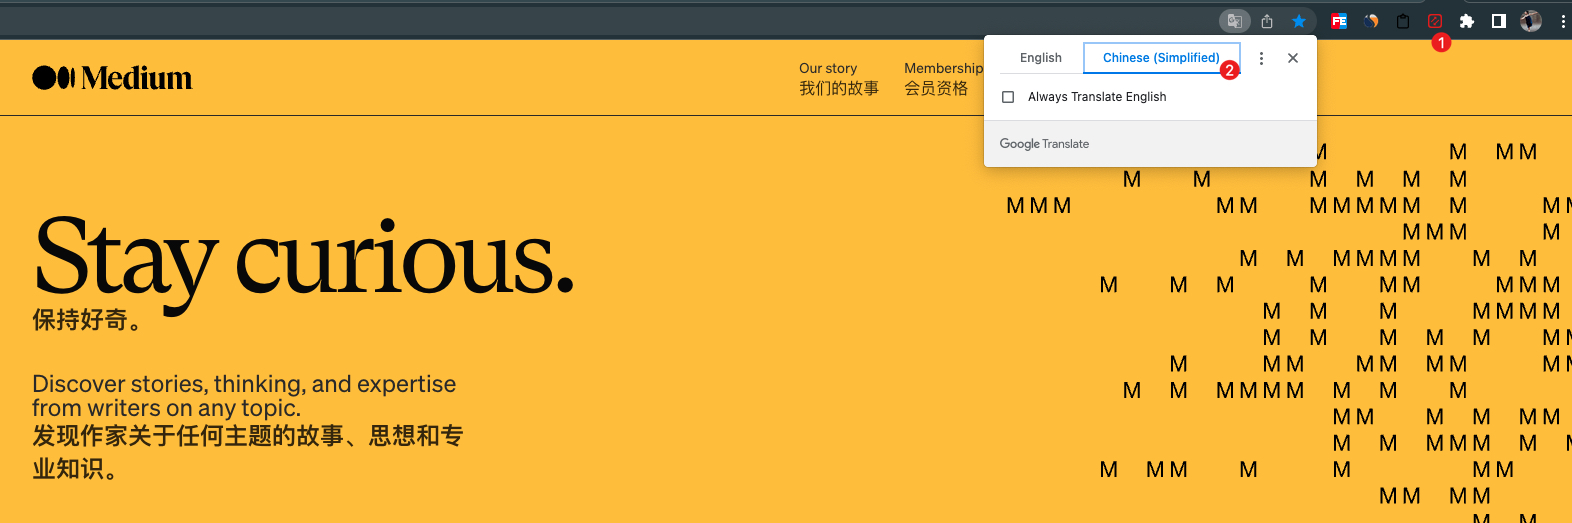 FE
1
Medium
Our story
Membership
我们的故事
会员资格
English
Chinese (Simplified)
2
Always Translate English
Google Translate
Stay curious.
保持好奇。
Discover stories, thinking, and expertise
from writers on any topic.
发现作家关于任何主题的故事、思想和专
业知识。
M M M M
M M M M M M
M M M M M M M M M M M M
M M M M
M M M M M M M M
M M M M M M M M M
M M M M M M M
M M M M M M M
M M M M M M M M
M M M M M M M M M
M M M M M M
M M M M M M
M M M M M M M
M M M M